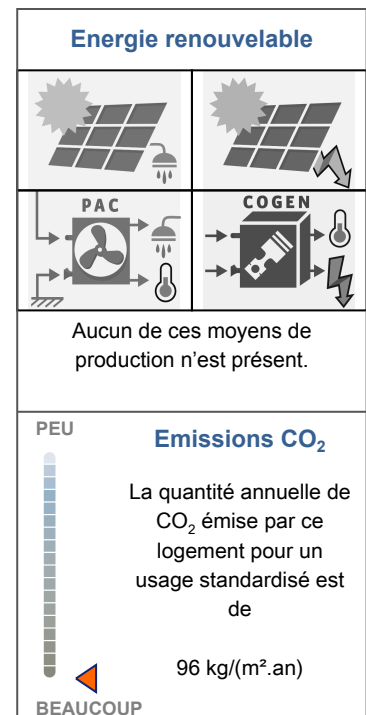 Energie renouvelable
PAC
COGEN
Aucun de ces moyens de
production n'est présent.
PEU
Emissions CO₂
La quantité annuelle de
CO₂ émise par ce
logement pour un
usage standardisé est
de
96 kg/(m².an)
BEAUCOUP